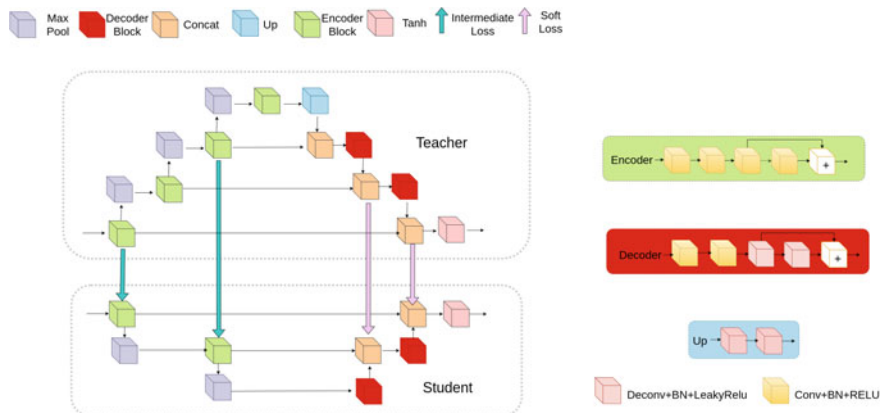 Max
Pool
Decoder
Block
Concat
Up
Encoder
Block
Tanh
Intermediate
Loss
Soft
Loss
Teacher
Student
Encoder
+
Decoder
+
Up
Deconv+BN+LeakyRelu
Conv+BN+RELU